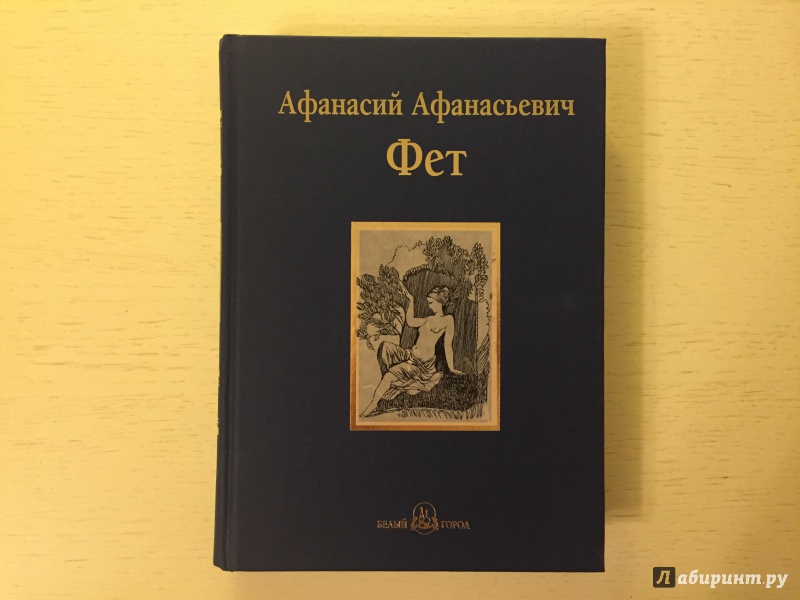 Афанасий Афанасьевич
Фет
БЕЛЫЙ ГОРОД
Лабиринт.ру